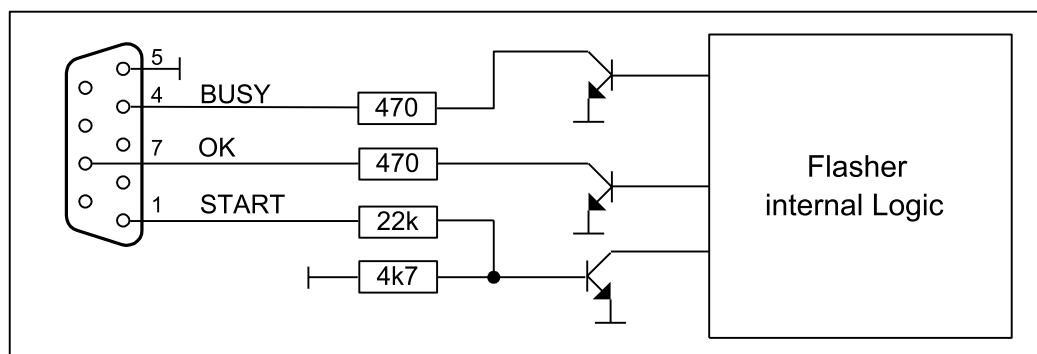 5
4 BUSY 470
7 OK 470
1 START 22k
4k7
Flasher
internal Logic